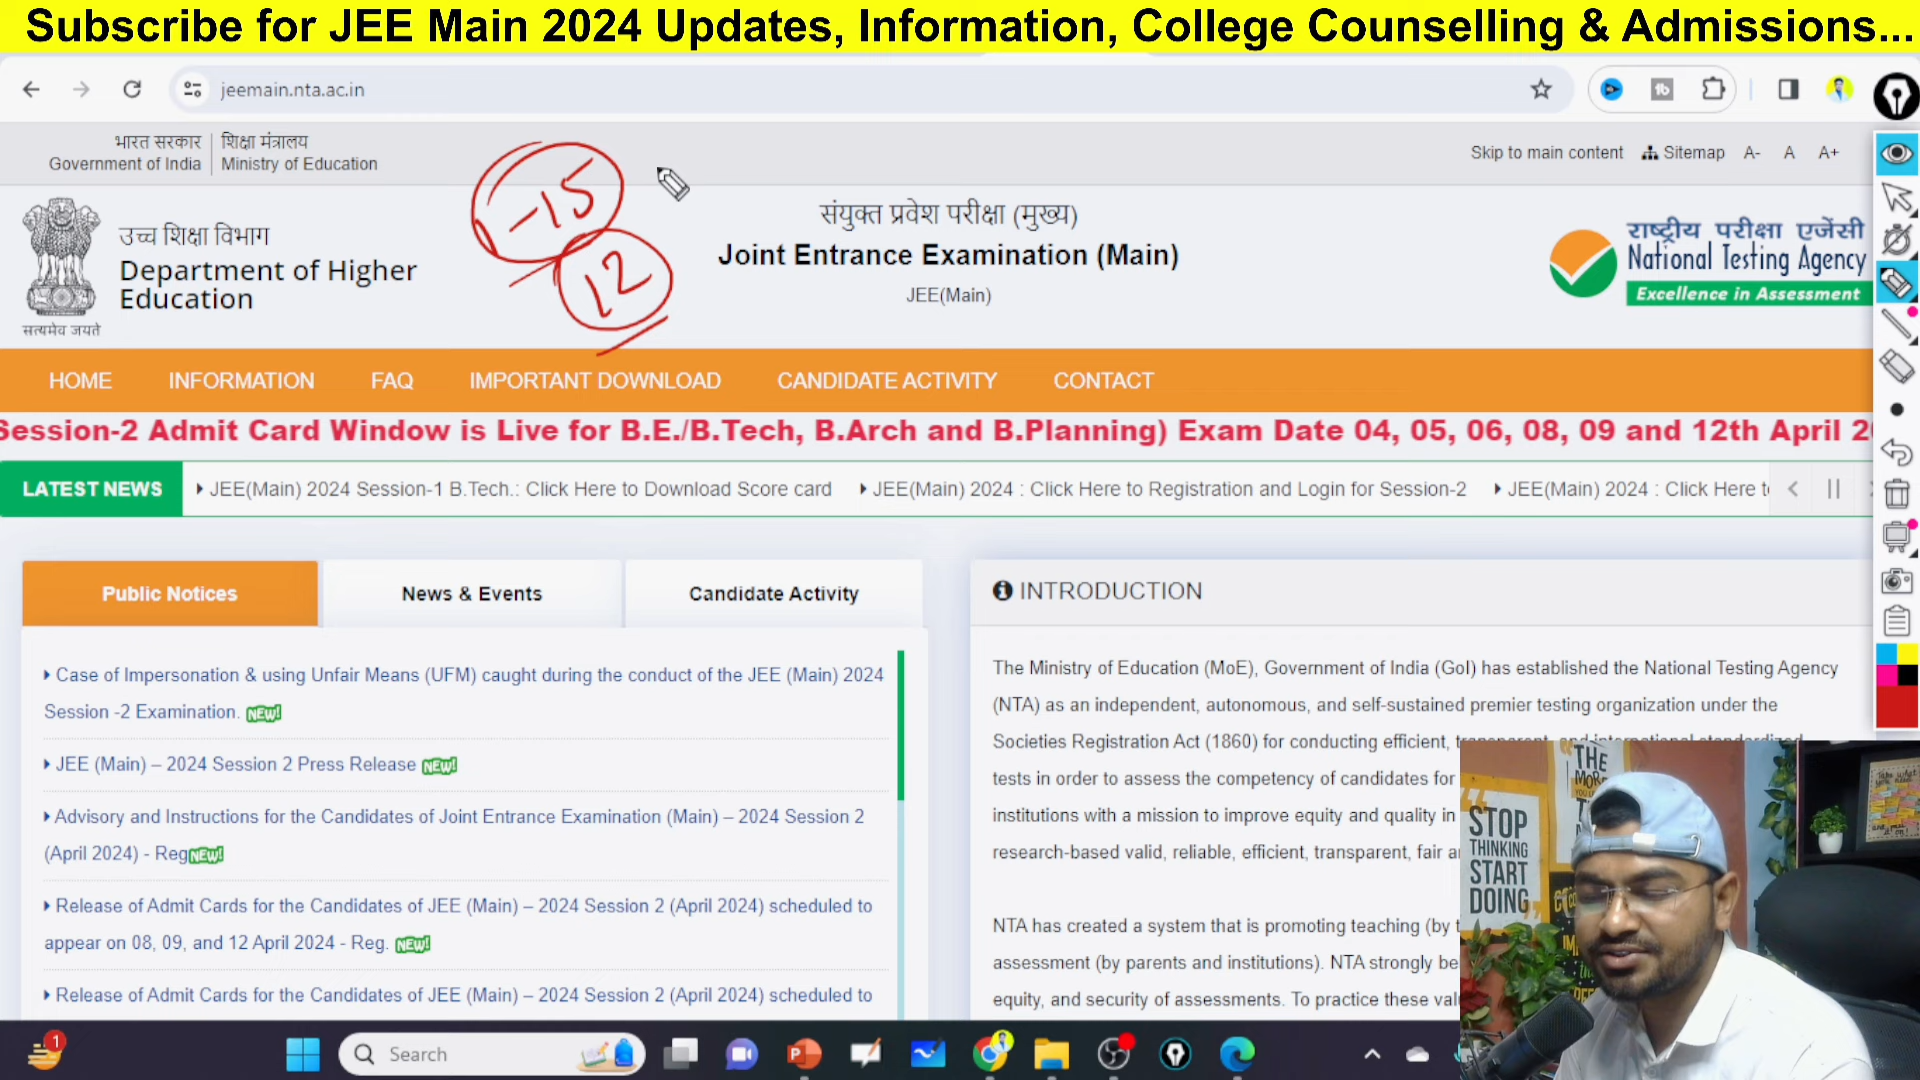 Subscribe for JEE Main 2024 Updates, Information, College Counselling & Admissions...
jeemain.nta.ac.in
भारत सरकार
Government of India
शिक्षा मंत्रालय
Ministry of Education
Skip to main content
Sitemap
A-
A
A+
-15
12
उच्च शिक्षा विभाग
Department of Higher
Education
सत्यमेव जयते
संयुक्त प्रवेश परीक्षा (मुख्य)
Joint Entrance Examination (Main)
JEE(Main)
राष्ट्रीय परीक्षा एजेंसी
National Testing Agency
Excellence in Assessment
HOME
INFORMATION
FAQ
IMPORTANT DOWNLOAD
CANDIDATE ACTIVITY
CONTACT
Session-2 Admit Card Window is Live for B.E./B.Tech, B.Arch and B.Planning) Exam Date 04, 05, 06, 08, 09 and 12th April
LATEST NEWS
JEE(Main) 2024 Session-1 B.Tech.: Click Here to Download Score card
JEE(Main) 2024 : Click Here to Registration and Login for Session-2
JEE(Main) 2024 : Click Here
Public Notices
News & Events
Candidate Activity
Case of Impersonation & using Unfair Means (UFM) caught during the conduct of the JEE (Main) 2024
Session -2 Examination. NEW!
JEE (Main) – 2024 Session 2 Press Release NEW!
Advisory and Instructions for the Candidates of Joint Entrance Examination (Main) – 2024 Session 2
(April 2024) - Reg NEW!
Release of Admit Cards for the Candidates of JEE (Main) – 2024 Session 2 (April 2024) scheduled to
appear on 08, 09, and 12 April 2024 - Reg. NEW!
Release of Admit Cards for the Candidates of JEE (Main) – 2024 Session 2 (April 2024) scheduled to
INTRODUCTION
The Ministry of Education (MoE), Government of India (GoI) has established the National Testing Agency
(NTA) as an independent, autonomous, and self-sustained premier testing organization under the
Societies Registration Act (1860) for conducting efficient, transparent, and international standardized
tests in order to assess the competency of candidates for
institutions with a mission to improve equity and quality in
research-based valid, reliable, efficient, transparent, fair
NTA has created a system that is promoting teaching (by
assessment (by parents and institutions). NTA strongly
equity, and security of assessments. To practice these
STOP
THINKING
START
DOING
THE
MORE
Search
1